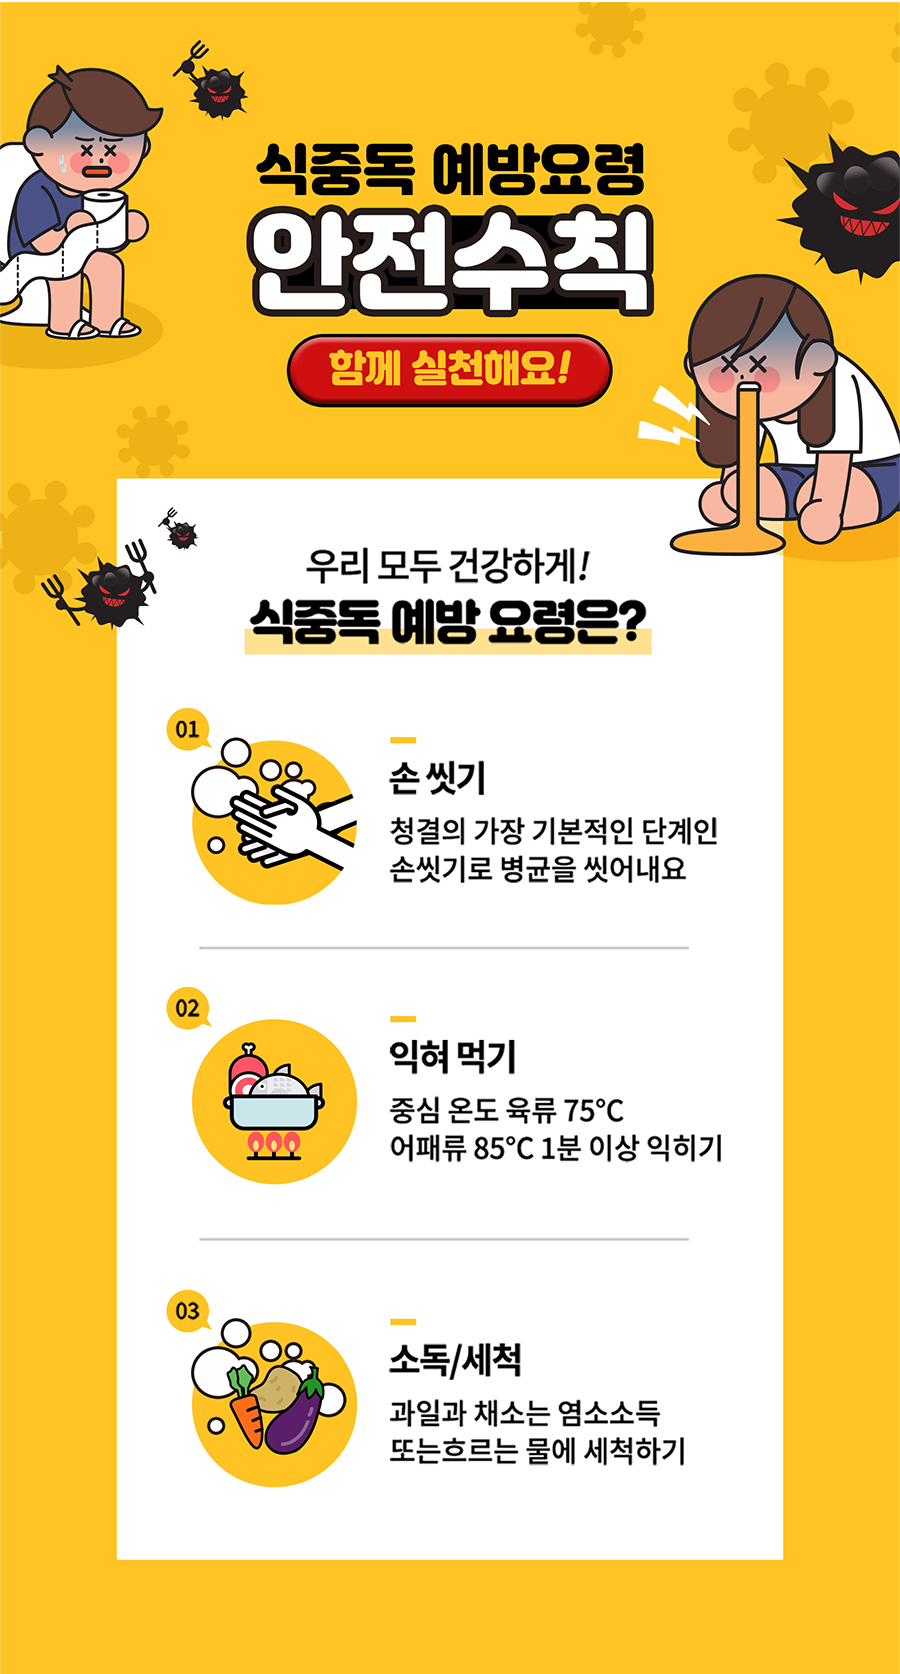 식중독 예방요령
안전수칙
함께 실천해요!
우리 모두 건강하게!
식중독 예방 요령은?
01
손 씻기
청결의 가장 기본적인 단계인
손씻기로 병균을 씻어내요
02
익혀 먹기
중심 온도 육류 75℃
어패류 85℃ 1분 이상 익히기
03
소독/세척
과일과 채소는 염소소득
또는흐르는 물에 세척하기